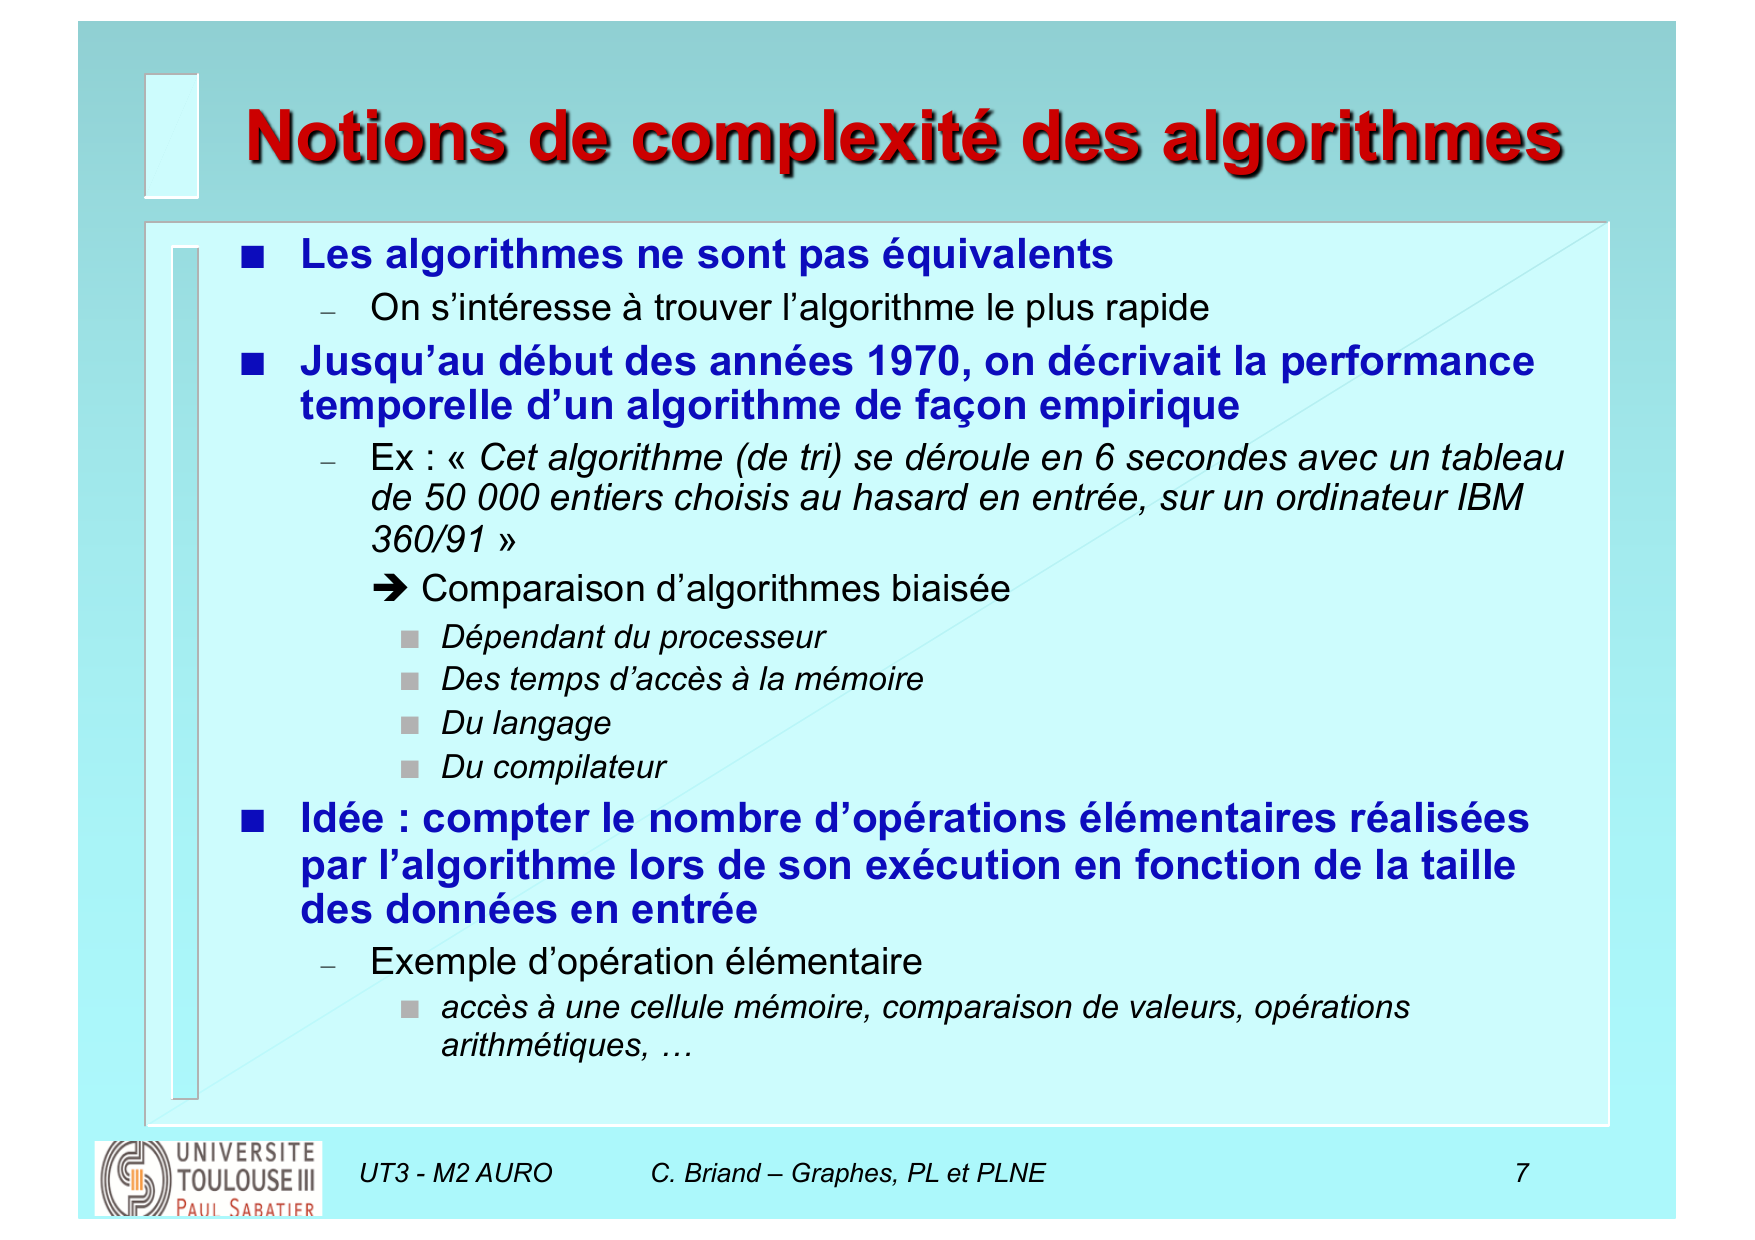 Notions de complexité des algorithmes
■ Les algorithmes ne sont pas équivalents
– On s’intéresse à trouver l’algorithme le plus rapide
■ Jusqu’au début des années 1970, on décrivait la performance
temporelle d’un algorithme de façon empirique
– Ex : « Cet algorithme (de tri) se déroule en 6 secondes avec un tableau
de 50 000 entiers choisis au hasard en entrée, sur un ordinateur IBM
360/91 »
➔ Comparaison d’algorithmes biaisée
■ Dépendant du processeur
■ Des temps d’accès à la mémoire
■ Du langage
■ Du compilateur
■ Idée : compter le nombre d’opérations élémentaires réalisées
par l’algorithme lors de son exécution en fonction de la taille
des données en entrée
– Exemple d’opération élémentaire
■ accès à une cellule mémoire, comparaison de valeurs, opérations
arithmétiques, …
UNIVERSITE
TOULOUSE III
PAUL SABATIER
UT3 - M2 AURO C. Briand – Graphes, PL et PLNE 7